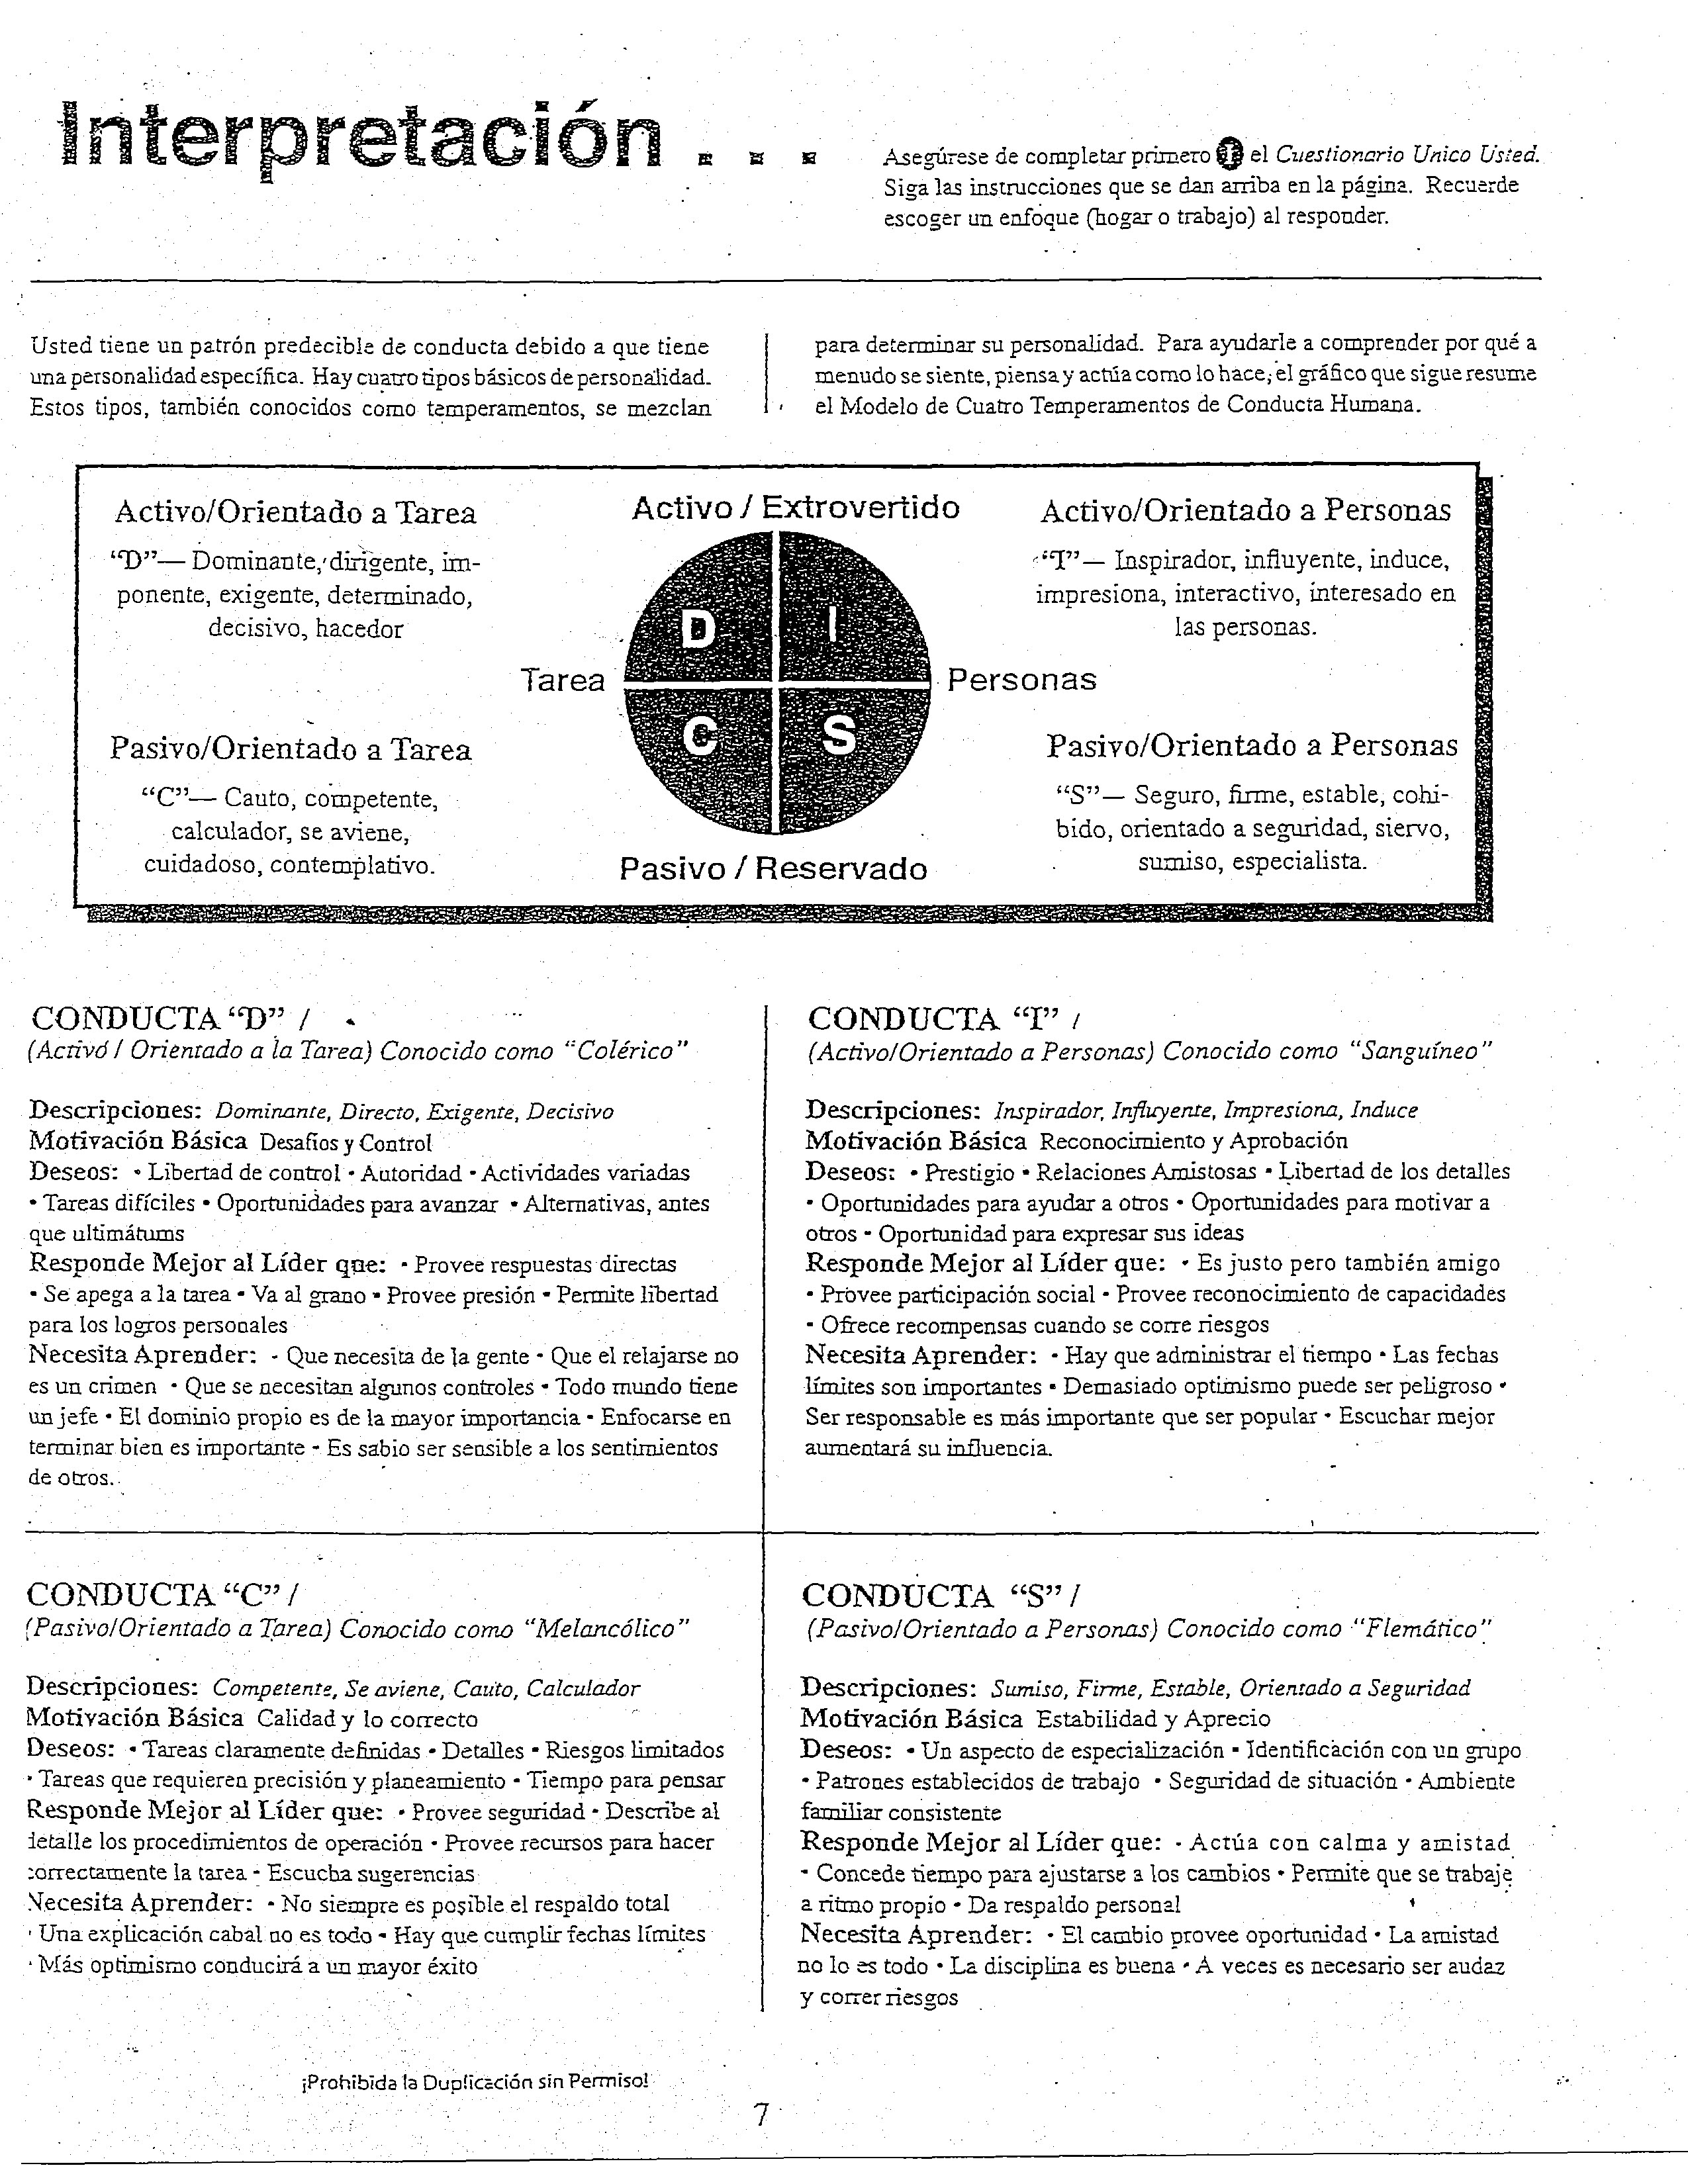 Interpretación . . .
Asegúrese de completar primero el Cuestionario Unico Usted.
Siga las instrucciones que se dan arriba en la página. Recuerde
escoger un enfoque (hogar o trabajo) al responder.
Usted tiene un patrón predecible de conducta debido a que tiene
una personalidad específica. Hay cuatro tipos básicos de personalidad.
Estos tipos, también conocidos como temperamentos, se mezclan
para determinar su personalidad. Para ayudarle a comprender por qué a
menudo se siente, piensa y actúa como lo hace, el gráfico que sigue resume
el Modelo de Cuatro Temperamentos de Conducta Humana.
Activo/Orientado a Tarea
"D"— Dominante, dirigente, im-
ponente, exigente, determinado,
decisivo, hacedor
Activo / Extrovertido
Activo/Orientado a Personas
"I"— Inspirador, influyente, induce,
impresiona, interactivo, interesado en
las personas.
D I
Tarea
Personas
C S
Pasivo/Orientado a Tarea
"C"— Cauto, competente,
calculador, se aviene,
cuidadoso, contemplativo.
Pasivo / Reservado
Pasivo/Orientado a Personas
"S"— Seguro, firme, estable, cohi-
bido, orientado a seguridad, siervo,
sumiso, especialista.
CONDUCTA "D" /
(Activo / Orientado a la Tarea) Conocido como "Colérico"
Descripciones: Dominante, Directo, Exigente, Decisivo
Motivación Básica Desafíos y Control
Deseos: • Libertad de control • Autoridad • Actividades variadas
• Tareas difíciles • Oportunidades para avanzar • Alternativas, antes
que ultimátums
Responde Mejor al Líder que: • Provee respuestas directas
• Se apega a la tarea • Va al grano • Provee presión • Permite libertad
para los logros personales
Necesita Aprender: • Que necesita de la gente • Que el relajarse no
es un crimen • Que se necesitan algunos controles • Todo mundo tiene
un jefe • El dominio propio es de la mayor importancia • Enfocarse en
terminar bien es importante • Es sabio ser sensible a los sentimientos
de otros.
CONDUCTA "I" /
(Activo/Orientado a Personas) Conocido como "Sanguíneo"
Descripciones: Inspirador, Influyente, Impresiona, Induce
Motivación Básica Reconocimiento y Aprobación
Deseos: • Prestigio • Relaciones Amistosas • Libertad de los detalles
• Oportunidades para ayudar a otros • Oportunidades para motivar a
otros • Oportunidad para expresar sus ideas
Responde Mejor al Líder que: • Es justo pero también amigo
• Provee participación social • Provee reconocimiento de capacidades
• Ofrece recompensas cuando se corre riesgos
Necesita Aprender: • Hay que administrar el tiempo • Las fechas
límites son importantes • Demasiado optimismo puede ser peligroso •
Ser responsable es más importante que ser popular • Escuchar mejor
aumentará su influencia.
CONDUCTA "C" /
(Pasivo/Orientado a Tarea) Conocido como "Melancólico"
Descripciones: Competente, Se aviene, Cauto, Calculador
Motivación Básica Calidad y lo correcto
Deseos: • Tareas claramente definidas • Detalles • Riesgos limitados
• Tareas que requieren precisión y planeamiento • Tiempo para pensar
Responde Mejor al Líder que: • Provee seguridad • Describe al
detalle los procedimientos de operación • Provee recursos para hacer
correctamente la tarea • Escucha sugerencias
Necesita Aprender: • No siempre es posible el respaldo total
• Una explicación cabal no es todo • Hay que cumplir fechas límites
• Más optimismo conducirá a un mayor éxito
CONDUCTA "S" /
(Pasivo/Orientado a Personas) Conocido como "Flemático"
Descripciones: Sumiso, Firme, Estable, Orientado a Seguridad
Motivación Básica Estabilidad y Aprecio
Deseos: • Un aspecto de especialización • Identificación con un grupo
• Patrones establecidos de trabajo • Seguridad de situación • Ambiente
familiar consistente
Responde Mejor al Líder que: • Actúa con calma y amistad
• Concede tiempo para ajustarse a los cambios • Permite que se trabaje
a ritmo propio • Da respaldo personal
Necesita Aprender: • El cambio provee oportunidad • La amistad
no lo es todo • La disciplina es buena • A veces es necesario ser audaz
y correr riesgos
¡Prohibida la Duplicación sin Permiso!
7